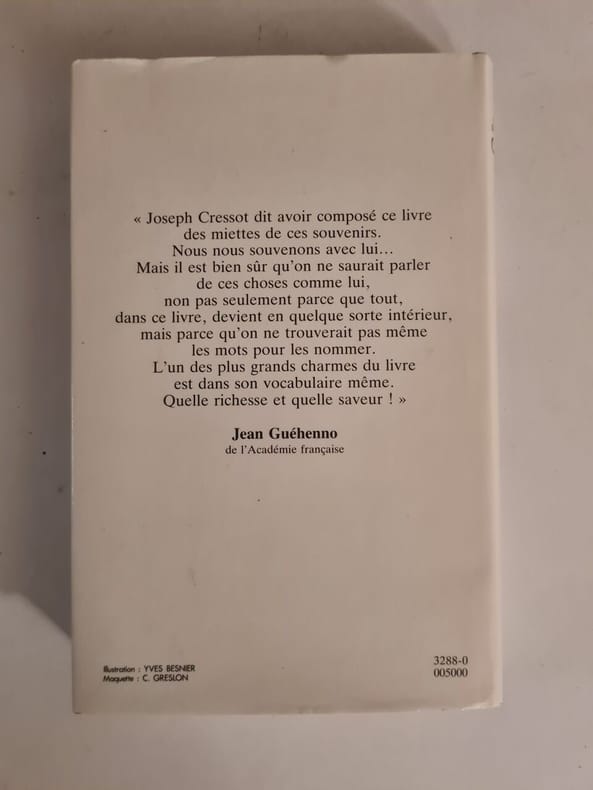 « Joseph Cressot dit avoir composé ce livre
des miettes de ces souvenirs.
Nous nous souvenons avec lui...
Mais il est bien sûr qu'on ne saurait parler
de ces choses comme lui,
non pas seulement parce que tout,
dans ce livre, devient en quelque sorte intérieur,
mais parce qu'on ne trouverait pas même
les mots pour les nommer.
L'un des plus grands charmes du livre
est dans son vocabulaire même.
Quelle richesse et quelle saveur ! »
Jean Guéhenno
de l'Académie française
Illustration : YVES BESNIER
Maquette : C. GRESLON
3288-0
005000